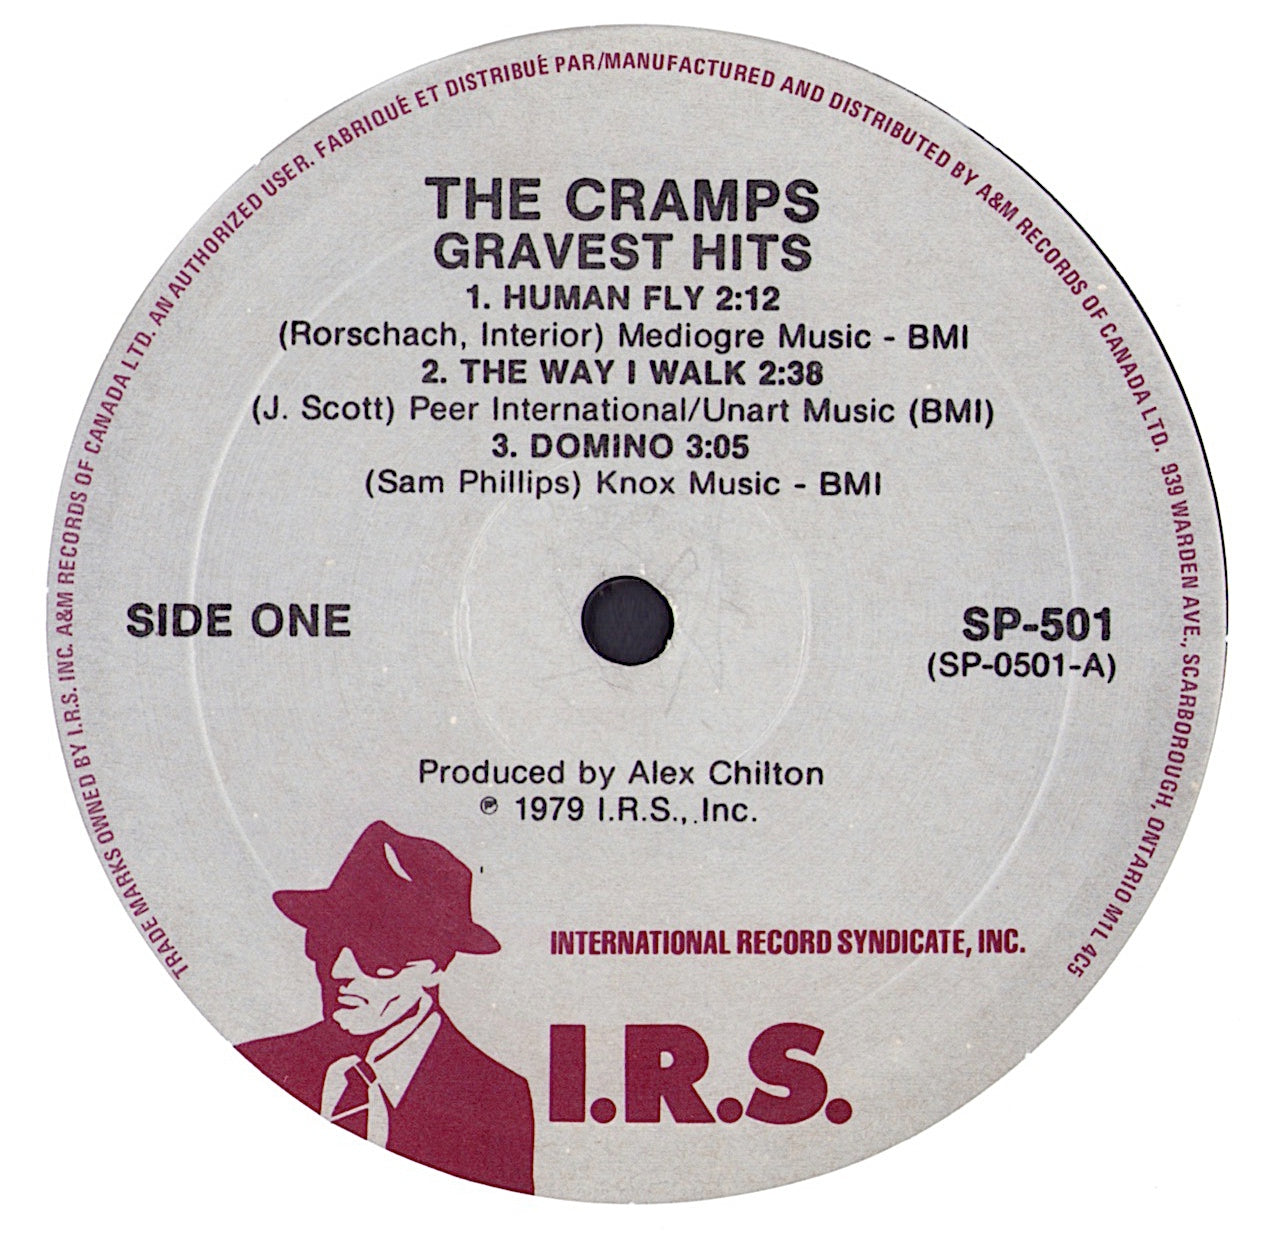 TRADE MARKS OWNED BY I.R.S. INC. A&M RECORDS OF CANADA LTD. AN AUTHORIZED USER. FABRIQUÉ ET DISTRIBUÉ PAR/MANUFACTURED AND DISTRIBUTED BY A&M RECORDS OF CANADA LTD. 939 WARDEN AVE., SCARBOROUGH, ONTARIO M1L 4C5
THE CRAMPS
GRAVEST HITS
1. HUMAN FLY 2:12
(Rorschach, Interior) Mediogre Music - BMI
2. THE WAY I WALK 2:38
(J. Scott) Peer International/Unart Music (BMI)
3. DOMINO 3:05
(Sam Phillips) Knox Music - BMI
SIDE ONE
SP-501
(SP-0501-A)
Produced by Alex Chilton
℗ 1979 I.R.S., Inc.
INTERNATIONAL RECORD SYNDICATE, INC.
I.R.S.